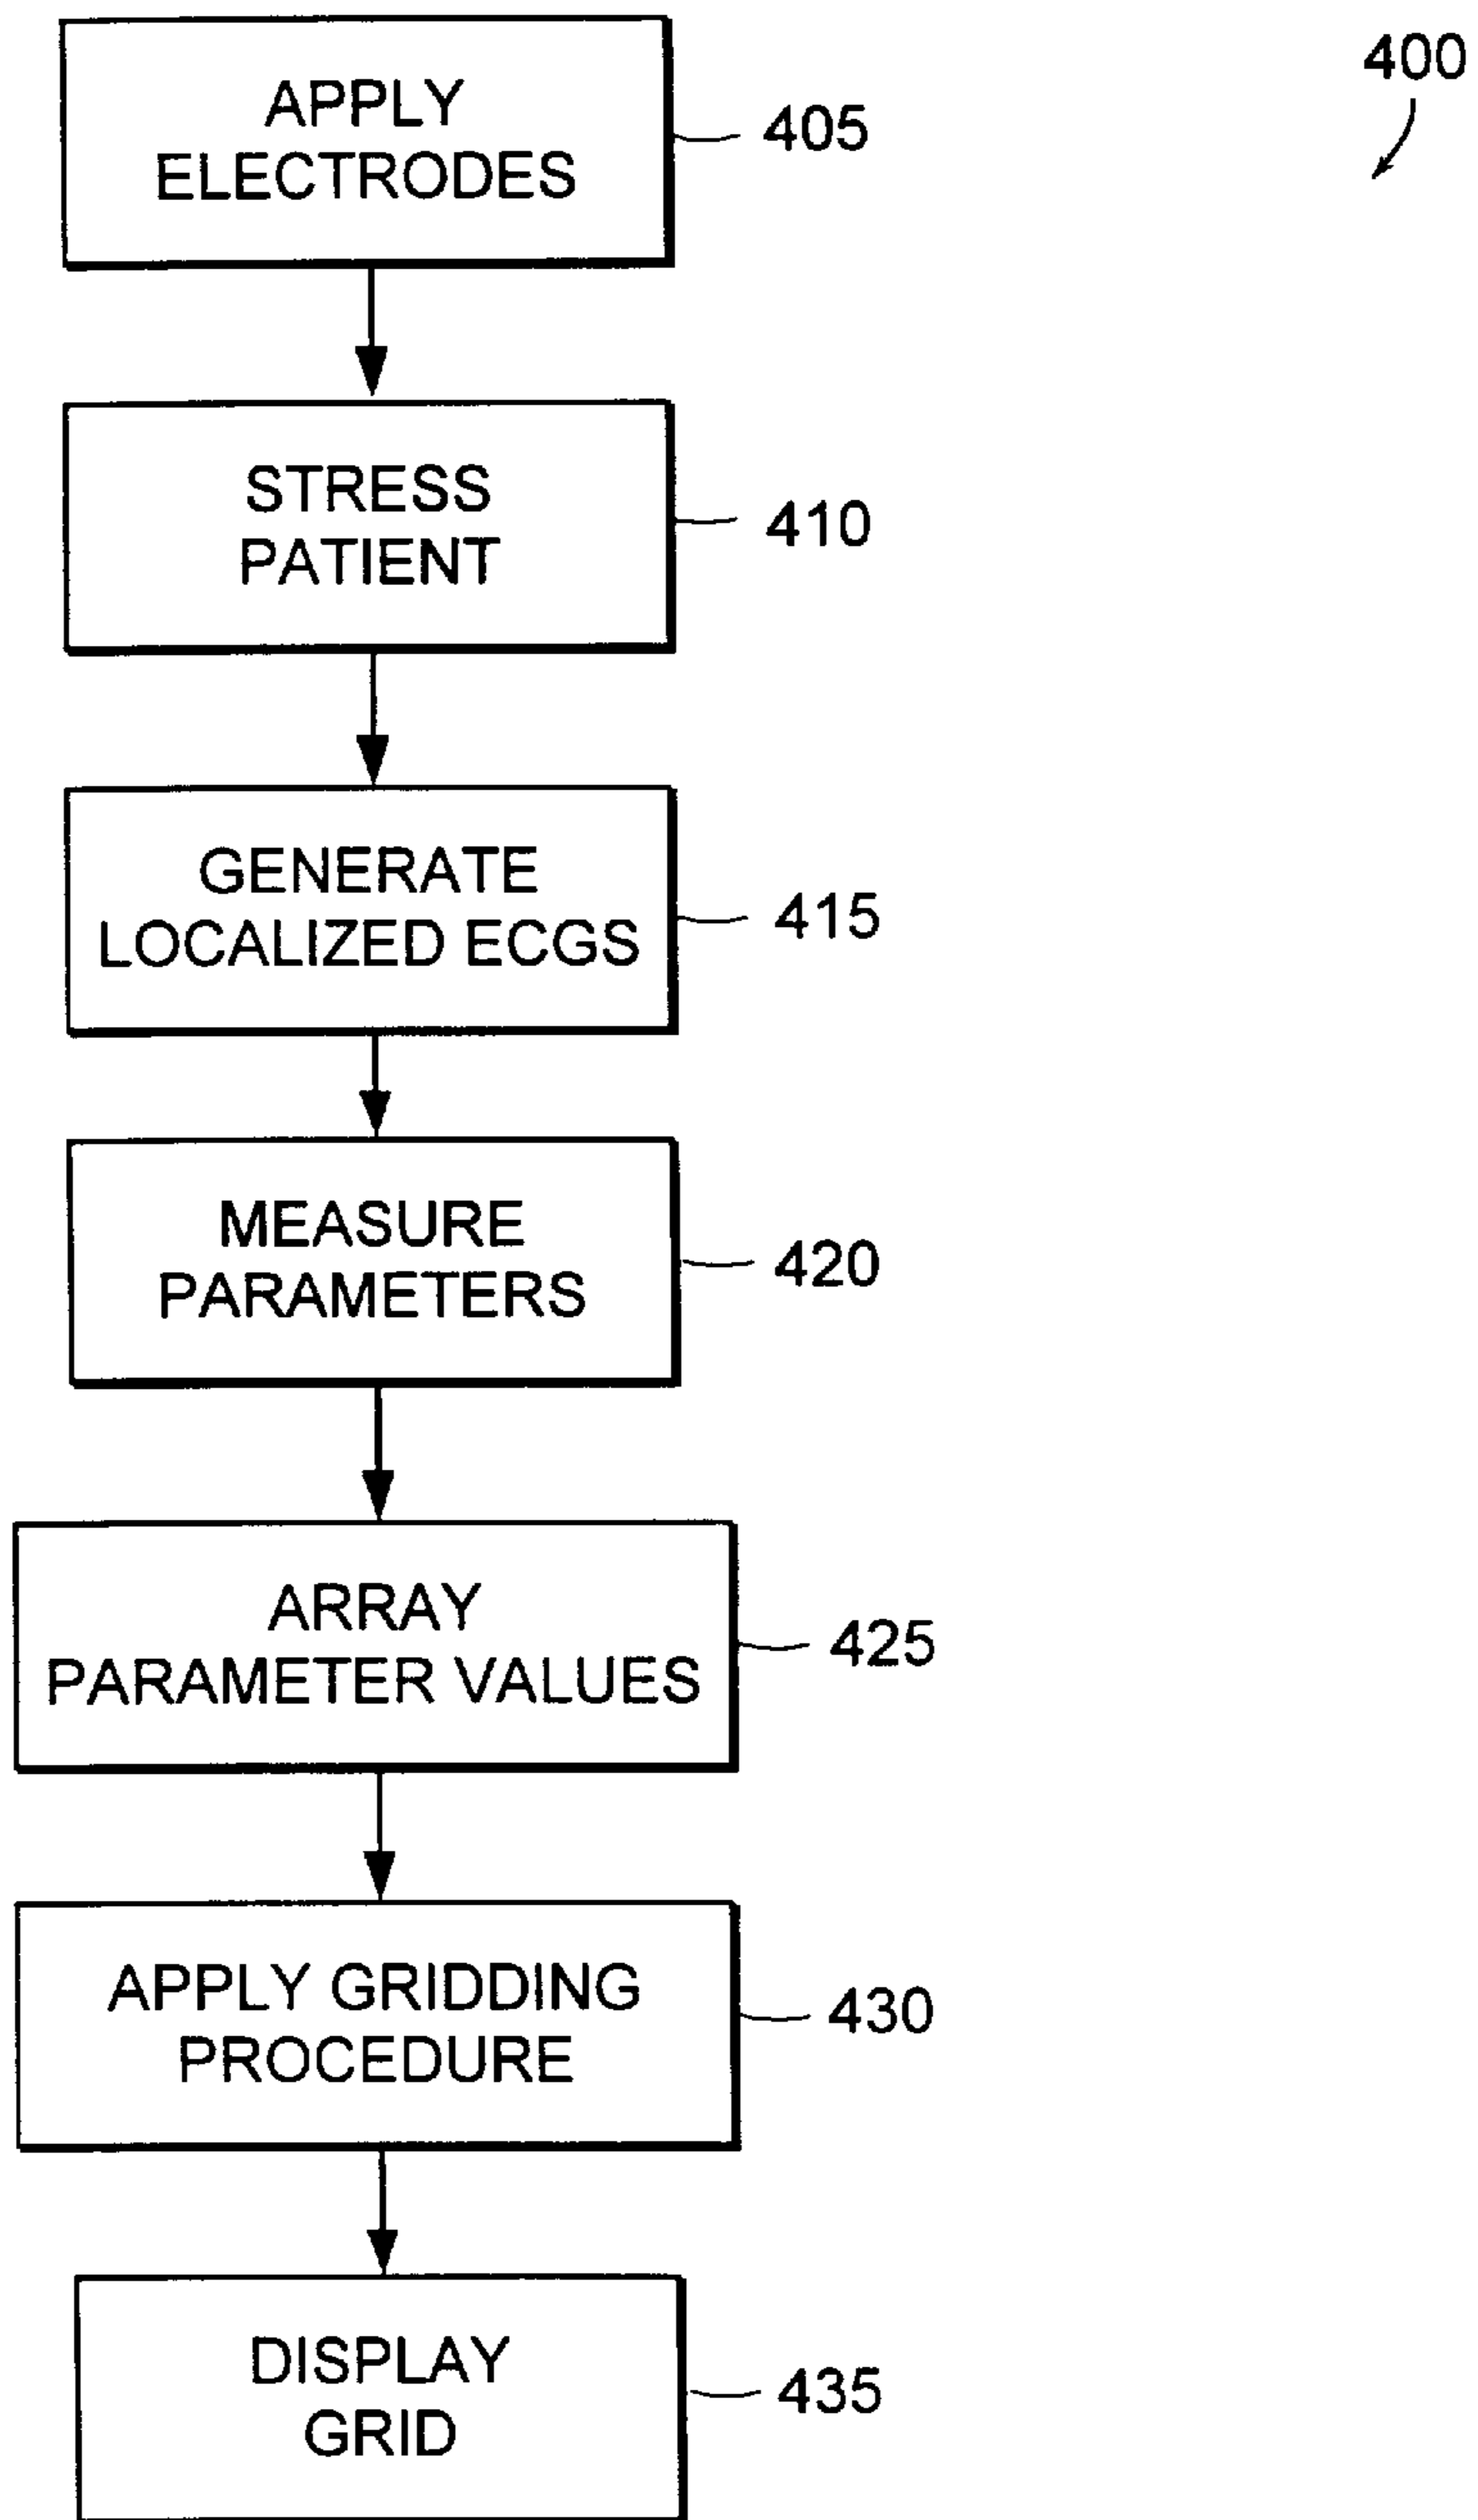 400
APPLY
ELECTRODES
405
STRESS
PATIENT
410
GENERATE
LOCALIZED ECGS
415
MEASURE
PARAMETERS
420
ARRAY
PARAMETER VALUES
425
APPLY GRIDDING
PROCEDURE
430
DISPLAY
GRID
435